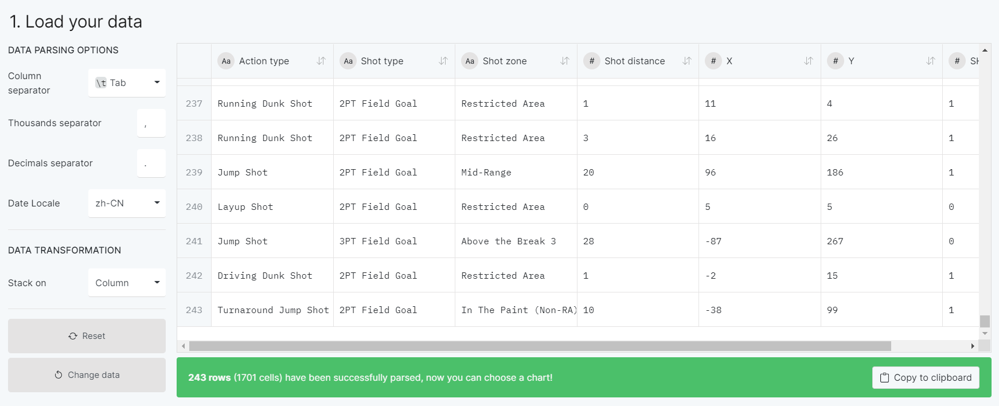 1. Load your data
DATA PARSING OPTIONS
Column separator
\t Tab
Thousands separator
,
Decimals separator
.
Date Locale
zh-CN
DATA TRANSFORMATION
Stack on
Column
Reset
Change data
Aa Action type Aa Shot type Aa Shot zone # Shot distance # X # Y #
237 Running Dunk Shot 2PT Field Goal Restricted Area 1 11 4 1
238 Running Dunk Shot 2PT Field Goal Restricted Area 3 16 26 1
239 Jump Shot 2PT Field Goal Mid-Range 20 96 186 1
240 Layup Shot 2PT Field Goal Restricted Area 0 5 5 0
241 Jump Shot 3PT Field Goal Above the Break 3 28 -87 267 0
242 Driving Dunk Shot 2PT Field Goal Restricted Area 1 -2 15 1
243 Turnaround Jump Shot 2PT Field Goal In The Paint (Non-RA) 10 -38 99 1
243 rows (1701 cells) have been successfully parsed, now you can choose a chart!
Copy to clipboard